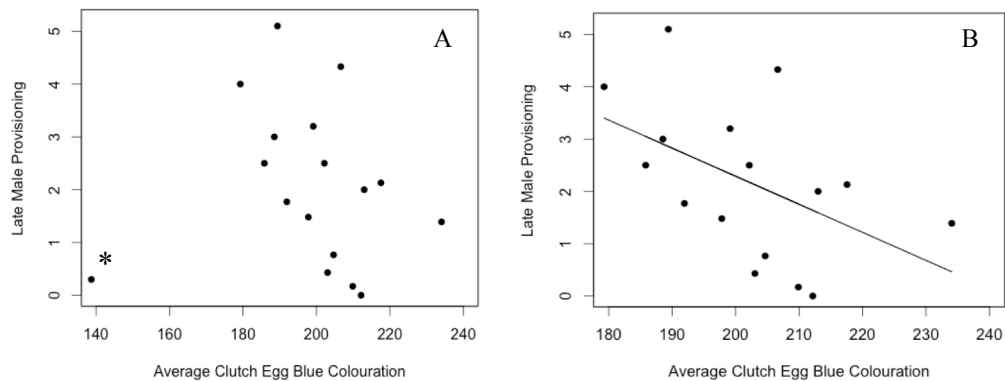 A
Late Male Provisioning
5
4
3
2
1
0
*
140 160 180 200 220 240
Average Clutch Egg Blue Colouration
B
Late Male Provisioning
5
4
3
2
1
0
180 190 200 210 220 230 240
Average Clutch Egg Blue Colouration